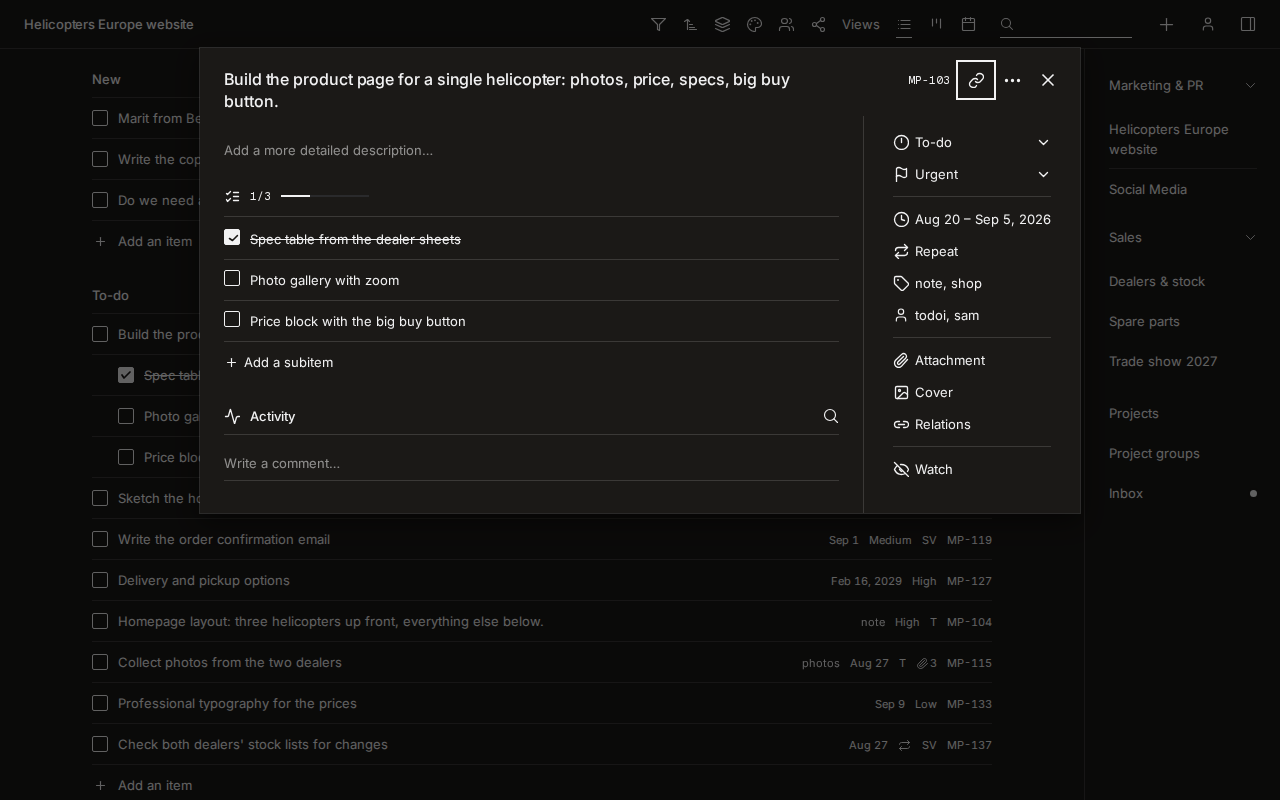 Helicopters Europe website
Views
New
Marit from Be
Write the cop
Do we need a
Add an item
To-do
Build the prod
Spec tabl
Photo ga
Price bloc
Sketch the ho
Build the product page for a single helicopter: photos, price, specs, big buy
button.
MP-103
Add a more detailed description...
1/3
Spec table from the dealer sheets
Photo gallery with zoom
Price block with the big buy button
Add a subitem
Activity
Write a comment...
To-do
Urgent
Aug 20 – Sep 5, 2026
Repeat
note, shop
todoi, sam
Attachment
Cover
Relations
Watch
Write the order confirmation email Sep 1 Medium SV MP-119
Delivery and pickup options Feb 16, 2029 High MP-127
Homepage layout: three helicopters up front, everything else below. note High T MP-104
Collect photos from the two dealers photos Aug 27 T 3 MP-115
Professional typography for the prices Sep 9 Low MP-133
Check both dealers' stock lists for changes Aug 27 SV MP-137
Add an item
Marketing & PR
Helicopters Europe
website
Social Media
Sales
Dealers & stock
Spare parts
Trade show 2027
Projects
Project groups
Inbox